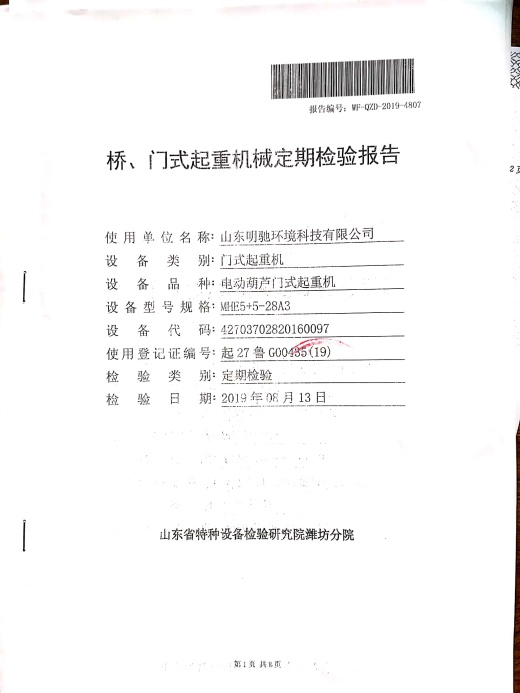 报告编号: WF-QZD-2019-4807
桥、门式起重机械定期检验报告
使用单位名称: 山东明驰环境科技有限公司
设备类别: 门式起重机
设备品种: 电动葫芦门式起重机
设备型号规格: MHE5+5-28A3
设备代码: 42703702820160097
使用登记证编号: 起27鲁G00435(19)
检验类别: 定期检验
检验日期: 2019年08月13日
山东省特种设备检验研究院潍坊分院
第1页 共8页
2页